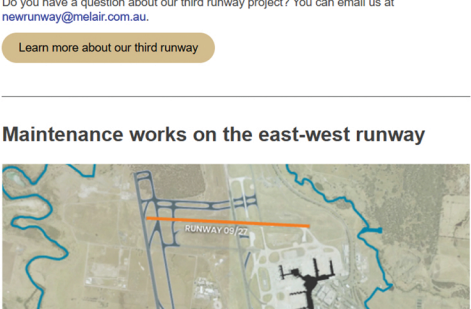 Do you have a question about our third runway project? You can email us at
newrunway@melair.com.au.
Learn more about our third runway
Maintenance works on the east-west runway
RUNWAY 09/27